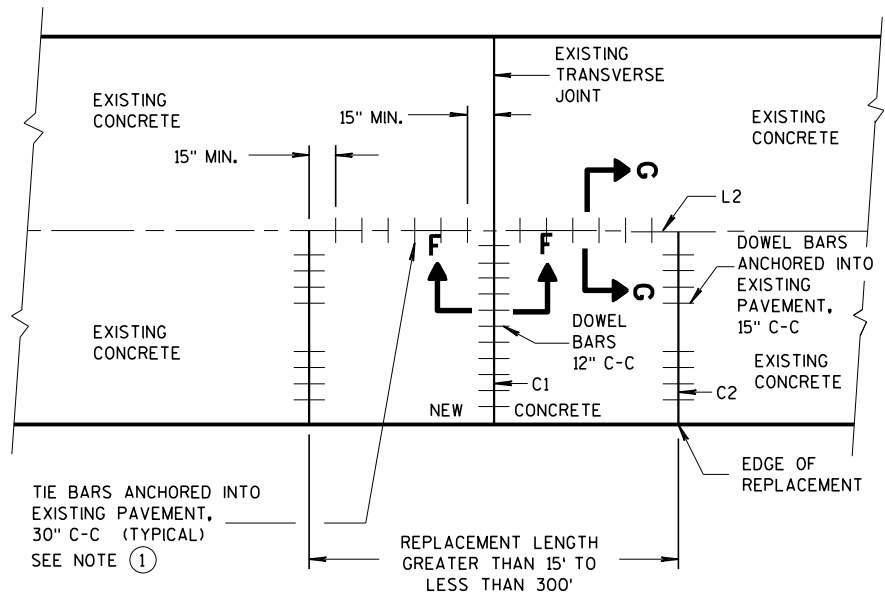 EXISTING
TRANSVERSE
JOINT
EXISTING
CONCRETE
15" MIN.
EXISTING
CONCRETE
15" MIN.
G
L2
F
F
DOWEL BARS
ANCHORED INTO
EXISTING
PAVEMENT,
15" C-C
G
EXISTING
CONCRETE
DOWEL
BARS
12" C-C
EXISTING
CONCRETE
C1
C2
NEW
CONCRETE
EDGE OF
REPLACEMENT
TIE BARS ANCHORED INTO
EXISTING PAVEMENT,
30" C-C (TYPICAL)
SEE NOTE 1
REPLACEMENT LENGTH
GREATER THAN 15' TO
LESS THAN 300'